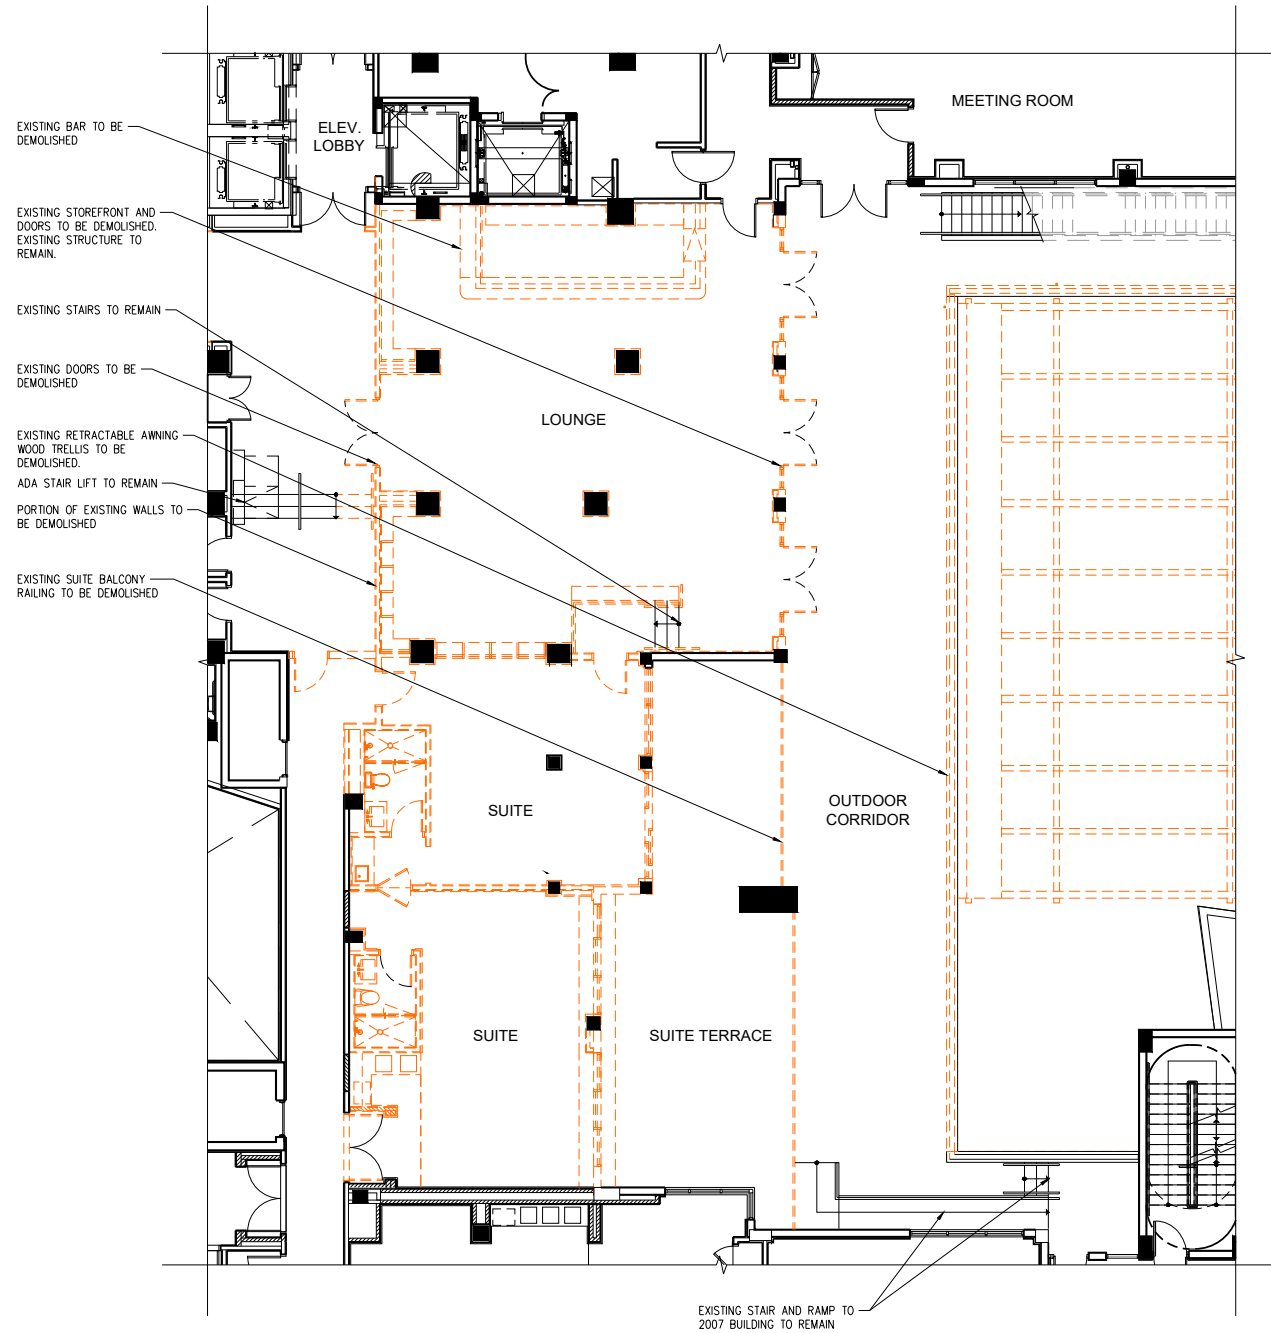 MEETING ROOM
ELEV.
LOBBY
EXISTING BAR TO BE
DEMOLISHED
EXISTING STOREFRONT AND
DOORS TO BE DEMOLISHED.
EXISTING STRUCTURE TO
REMAIN.
EXISTING STAIRS TO REMAIN
EXISTING DOORS TO BE
DEMOLISHED
LOUNGE
EXISTING RETRACTABLE AWNING
WOOD TRELLIS TO BE
DEMOLISHED.
ADA STAIR LIFT TO REMAIN
PORTION OF EXISTING WALLS TO
BE DEMOLISHED
EXISTING SUITE BALCONY
RAILING TO BE DEMOLISHED
SUITE
OUTDOOR
CORRIDOR
SUITE
SUITE TERRACE
EXISTING STAIR AND RAMP TO
2007 BUILDING TO REMAIN